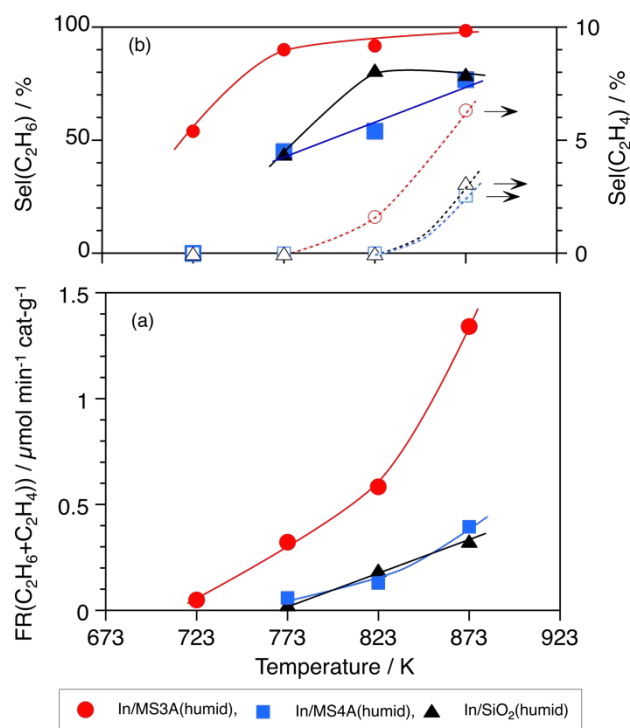 (b)
100
50
0
Sel(C₂H₆) / %
10
5
0
Sel(C₂H₄) / %
(a)
1.5
1
0.5
0
FR(C₂H₆+C₂H₄)) / µmol min⁻¹ cat-g⁻¹
673 723 773 823 873 923
Temperature / K
In/MS3A(humid), In/MS4A(humid), In/SiO₂(humid)